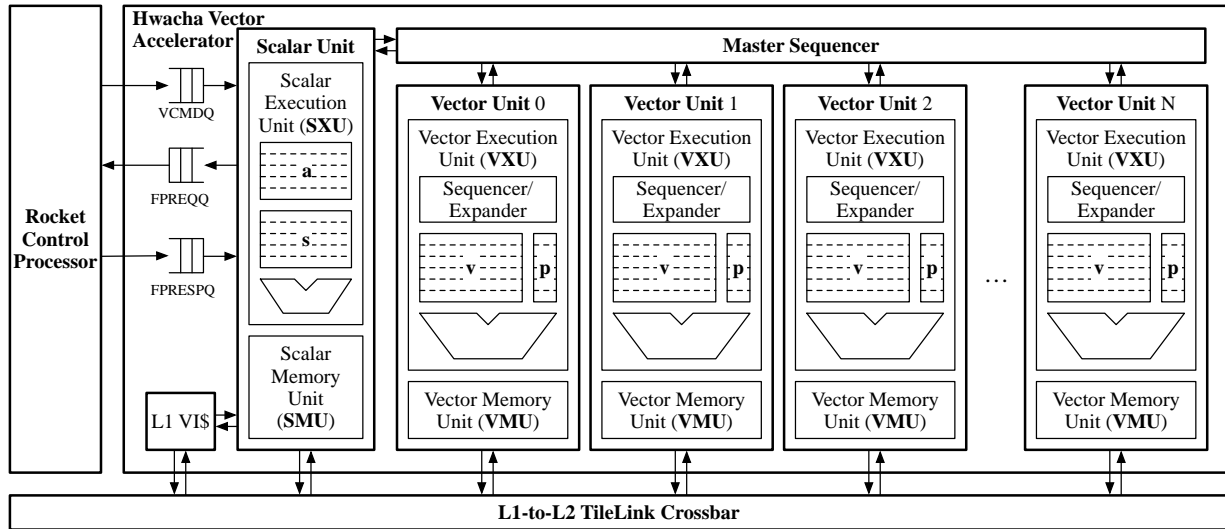 Hwacha Vector
Accelerator
Rocket
Control
Processor
VCMDQ
FPREQQ
FPRESPQ
L1 VI$
Scalar Unit
Scalar
Execution
Unit (SXU)
a
s
Scalar
Memory
Unit
(SMU)
Master Sequencer
Vector Unit 0
Vector Execution
Unit (VXU)
Sequencer/
Expander
v p
Vector Memory
Unit (VMU)
Vector Unit 1
Vector Execution
Unit (VXU)
Sequencer/
Expander
v p
Vector Memory
Unit (VMU)
Vector Unit 2
Vector Execution
Unit (VXU)
Sequencer/
Expander
v p
Vector Memory
Unit (VMU)
...
Vector Unit N
Vector Execution
Unit (VXU)
Sequencer/
Expander
v p
Vector Memory
Unit (VMU)
L1-to-L2 TileLink Crossbar